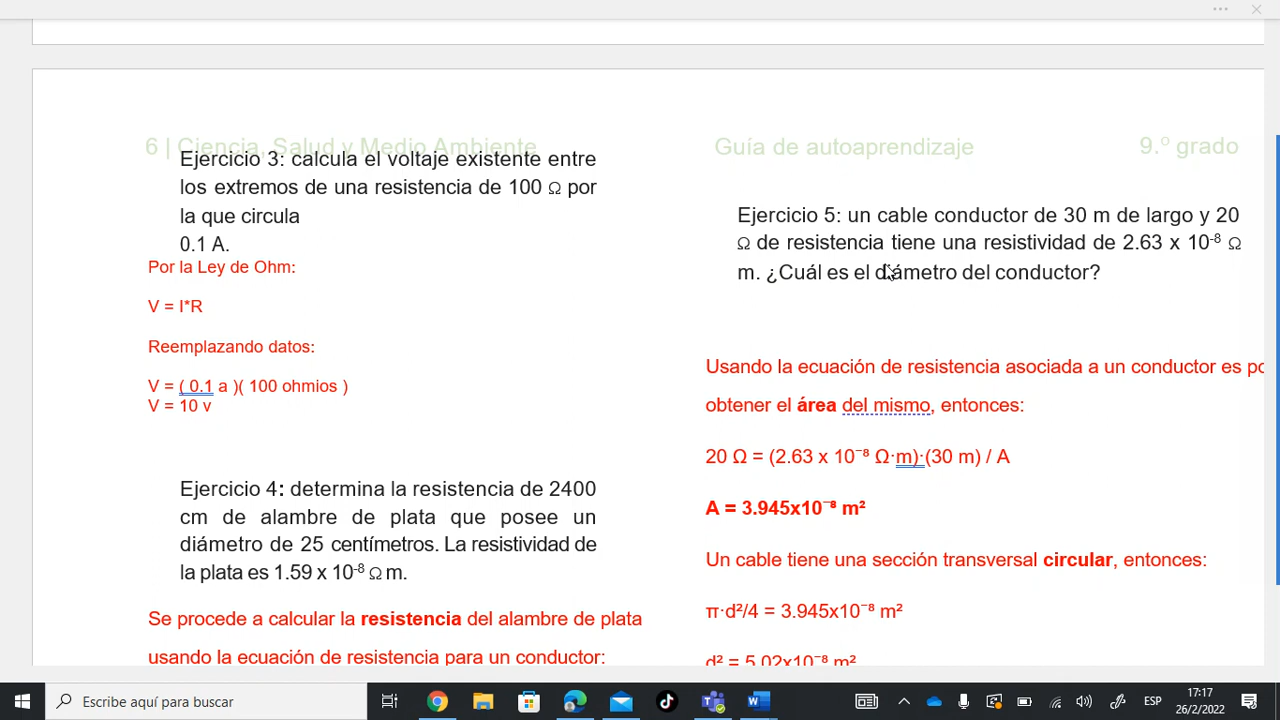 6 | Ciencia, Salud y Medio Ambiente
Guía de autoaprendizaje
9.º grado
Ejercicio 3: calcula el voltaje existente entre
los extremos de una resistencia de 100 Ω por
la que circula
0.1 A.
Por la Ley de Ohm:
V = I*R
Reemplazando datos:
V = ( 0.1 a )( 100 ohmios )
V = 10 v
Ejercicio 4: determina la resistencia de 2400
cm de alambre de plata que posee un
diámetro de 25 centímetros. La resistividad de
la plata es 1.59 x 10⁻⁸ Ω m.
Se procede a calcular la resistencia del alambre de plata
usando la ecuación de resistencia para un conductor:
Ejercicio 5: un cable conductor de 30 m de largo y 20
Ω de resistencia tiene una resistividad de 2.63 x 10⁻⁸ Ω
m. ¿Cuál es el diámetro del conductor?
Usando la ecuación de resistencia asociada a un conductor es po
obtener el área del mismo, entonces:
20 Ω = (2.63 x 10⁻⁸ Ω·m)·(30 m) / A
A = 3.945x10⁻⁸ m²
Un cable tiene una sección transversal circular, entonces:
π·d²/4 = 3.945x10⁻⁸ m²
d² = 5.02x10⁻⁸ m²
Escribe aquí para buscar
ESP
17:17
26/2/2022